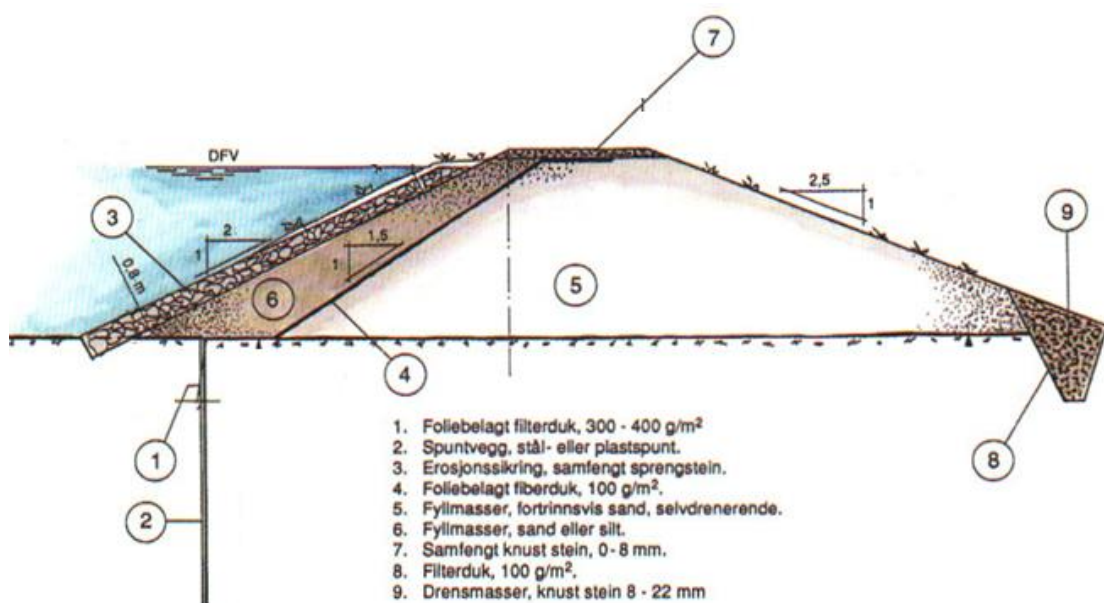 7
DFV
2,5
1
9
3
2
1
1,5
1
0,8 m
6
5
4
1. Foliebelagt filterduk, 300 - 400 g/m²
2. Spuntvegg, stål- eller plastspunt.
3. Erosjonssikring, samfengt sprengstein.
4. Foliebelagt fiberduk, 100 g/m².
5. Fyllmasser, fortrinnsvis sand, selvdrenerende.
6. Fyllmasser, sand eller silt.
7. Samfengt knust stein, 0-8 mm.
8. Filterduk, 100 g/m².
9. Drensmasser, knust stein 8 - 22 mm
1
8
2